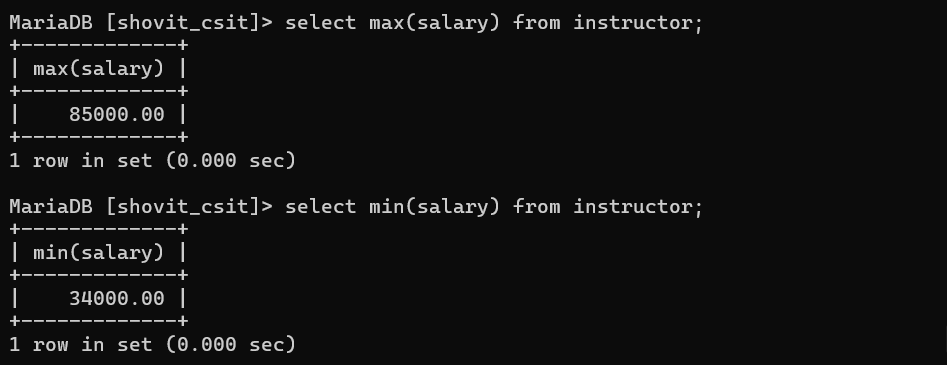 MariaDB [shovit_csit]> select max(salary) from instructor;
+-------------+
| max(salary) |
+-------------+
|    85000.00 |
+-------------+
1 row in set (0.000 sec)

MariaDB [shovit_csit]> select min(salary) from instructor;
+-------------+
| min(salary) |
+-------------+
|    34000.00 |
+-------------+
1 row in set (0.000 sec)